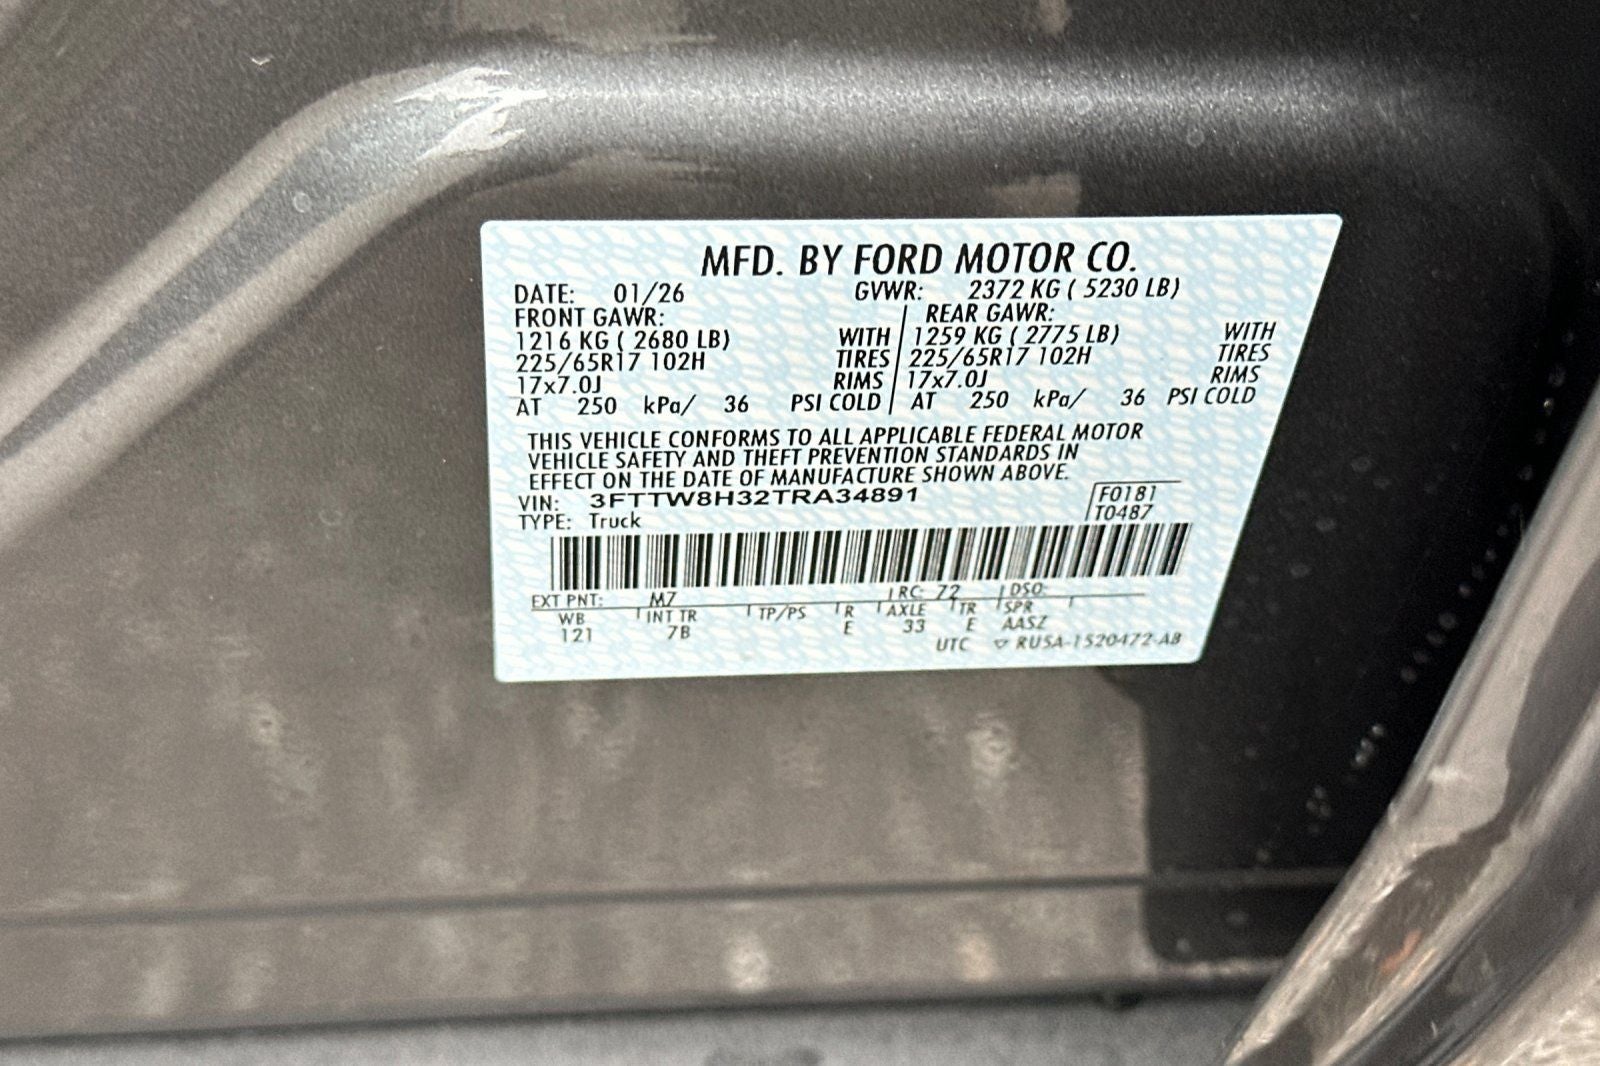 MFD. BY FORD MOTOR CO.
DATE: 01/26 GVWR: 2372 KG ( 5230 LB)
FRONT GAWR: REAR GAWR:
1216 KG ( 2680 LB) WITH 1259 KG ( 2775 LB) WITH
225/65R17 102H TIRES 225/65R17 102H TIRES
17x7.0J RIMS 17x7.0J RIMS
AT 250 kPa/ 36 PSI COLD AT 250 kPa/ 36 PSI COLD
THIS VEHICLE CONFORMS TO ALL APPLICABLE FEDERAL MOTOR
VEHICLE SAFETY AND THEFT PREVENTION STANDARDS IN
EFFECT ON THE DATE OF MANUFACTURE SHOWN ABOVE.
VIN: 3FTTW8H32TRA34891 F0181
TYPE: Truck T0487
EXT PNT: M7 RC: 72 DSO:
WB INT TR TP/PS R AXLE TR SPR
121 7B E 33 E AASZ
UTC ▽ RU5A-1520472-AB